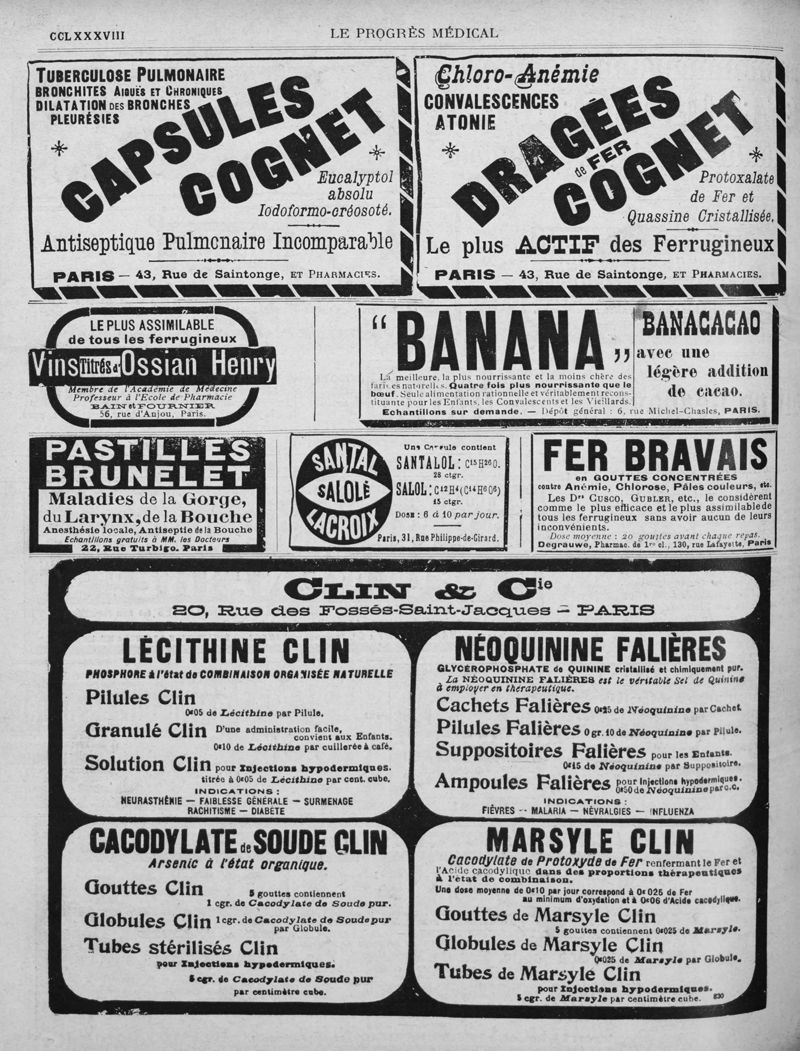 CCLXXXVIII
LE PROGRÈS MÉDICAL
TUBERCULOSE PULMONAIRE
BRONCHITES AIGUËS ET CHRONIQUES
DILATATION DES BRONCHES
PLEURÉSIES
CAPSULES
COGNET
Eucalyptol
absolu
Iodoformo-créosoté.
Antiseptique Pulmonaire Incomparable
PARIS — 43, Rue de Saintonge, ET PHARMACIES.
Chloro-Anémie
CONVALESCENCES
ATONIE
DRAGÉES
de FER
COGNET
Protoxalate
de Fer et
Quassine Cristallisée.
Le plus ACTIF des Ferrugineux
PARIS — 43, Rue de Saintonge, ET PHARMACIES.
LE PLUS ASSIMILABLE
de tous les ferrugineux
Vins Titrés d'Ossian Henry
Membre de l'Académie de Médecine
Professeur à l'Ecole de Pharmacie
BAIN et FOURNIER
56, rue d'Anjou, Paris.
"BANANA"
La meilleure, la plus nourrissante et la moins chère des
farines naturelles. Quatre fois plus nourrissante que le
bœuf. Seule alimentation rationnelle et véritablement recons-
tituante pour les Enfants, les Convalescents et les Vieillards.
Echantillons sur demande. — Dépôt général : 6, rue Michel-Chasles, PARIS.
BANACACAO
avec une
légère addition
de cacao.
PASTILLES
BRUNELET
Maladies de la Gorge,
du Larynx, de la Bouche
Anesthésie locale, Antisepsie de la Bouche
Echantillons gratuits à MM. les Docteurs
22, Rue Turbigo. Paris
SANTAL
SALOLÉ
LACROIX
Une Capsule contient
SANTALOL: C15H26O.
28 ctgr.
SALOL: C12H4(C14H6O6)
15 ctgr.
DOSE : 6 à 10 par jour.
Paris, 31, Rue Philippe-de-Girard.
FER BRAVAIS
en GOUTTES CONCENTRÉES
contre Anémie, Chlorose, Pâles couleurs, etc.
Les Drs CUSCO, GUBLER, etc., le considèrent
comme le plus efficace et le plus assimilable de
tous les ferrugineux sans avoir aucun de leurs
inconvénients.
Dose moyenne : 20 gouttes avant chaque repas.
Degrauwe, Pharmac. de 1re cl., 130, rue Lafayette, Paris
CLIN & Cie
20, Rue des Fossés-Saint-Jacques — PARIS
LÉCITHINE CLIN
PHOSPHORE à l'état de COMBINAISON ORGANISÉE NATURELLE
Pilules Clin
0g05 de Lécithine par Pilule.
Granulé Clin D'une administration facile,
convient aux Enfants.
0g10 de Lécithine par cuillerée à café.
Solution Clin pour Injections hypodermiques.
titrée à 0g05 de Lécithine par cent. cube.
INDICATIONS :
NEURASTHÉNIE — FAIBLESSE GÉNÉRALE — SURMENAGE
RACHITISME — DIABÈTE
NÉOQUININE FALIÈRES
GLYCÉROPHOSPHATE de QUININE cristallisé et chimiquement pur.
La NÉOQUININE FALIÈRES est le véritable Sel de Quinine
à employer en thérapeutique.
Cachets Falières 0g25 de Néoquinine par Cachet.
Pilules Falières 0 gr. 10 de Néoquinine par Pilule.
Suppositoires Falières pour les Enfants.
0g15 de Néoquinine par Suppositoire.
Ampoules Falières pour Injections hypodermiques.
0g50 de Néoquinine par c.c.
INDICATIONS :
FIÈVRES — MALARIA — NÉVRALGIES — INFLUENZA
CACODYLATE de SOUDE CLIN
Arsenic à l'état organique.
Gouttes Clin 5 gouttes contiennent
1 cgr. de Cacodylate de Soude pur.
Globules Clin 1 cgr. de Cacodylate de Soude pur
par Globule.
Tubes stérilisés Clin
pour Injections hypodermiques.
5 cgr. de Cacodylate de Soude pur
par centimètre cube.
MARSYLE CLIN
Cacodylate de Protoxyde de Fer renfermant le Fer et
l'Acide cacodylique dans des proportions thérapeutiques
à l'état de combinaison.
Une dose moyenne de 0g10 par jour correspond à 0g025 de Fer
au minimum d'oxydation et à 0g06 d'Acide cacodylique.
Gouttes de Marsyle Clin
5 gouttes contiennent 0g025 de Marsyle.
Globules de Marsyle Clin
0g025 de Marsyle par Globule.
Tubes de Marsyle Clin
pour Injections hypodermiques.
5 cgr. de Marsyle par centimètre cube. 830